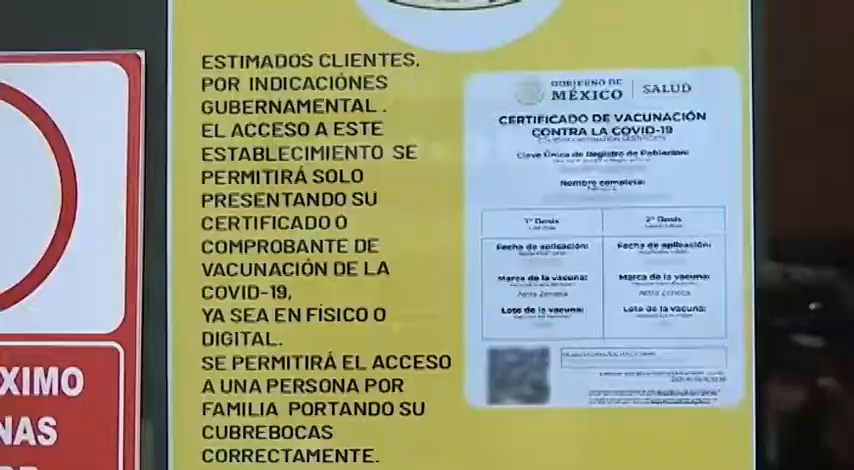 ESTIMADOS CLIENTES.
POR INDICACIÓNES
GUBERNAMENTAL.
EL ACCESO A ESTE
ESTABLECIMIENTO SE
PERMITIRÁ SOLO
PRESENTANDO SU
CERTIFICADO O
COMPROBANTE DE
VACUNACIÓN DE LA
COVID-19,
YA SEA EN FÍSICO O
DIGITAL.
SE PERMITIRÁ EL ACCESO
A UNA PERSONA POR
FAMILIA PORTANDO SU
CUBREBOCAS
CORRECTAMENTE.
GOBIERNO DE
MÉXICO
SALUD
CERTIFICADO DE VACUNACIÓN
CONTRA LA COVID-19
Clave Única de Registro de Población:
Nombre completo:
1ª Dosis
2ª Dosis
Fecha de aplicación:
Fecha de aplicación:
Marca de la vacuna:
Marca de la vacuna:
Astra Zeneca
Astra Zeneca
Lote de la vacuna:
Lote de la vacuna:
XIMO
NAS